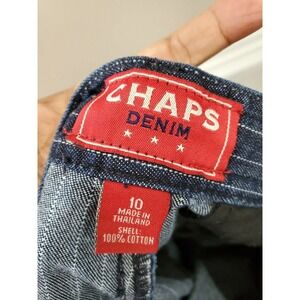 CHAPS
DENIM
10
MADE IN
THAILAND
SHELL:
100% COTTON